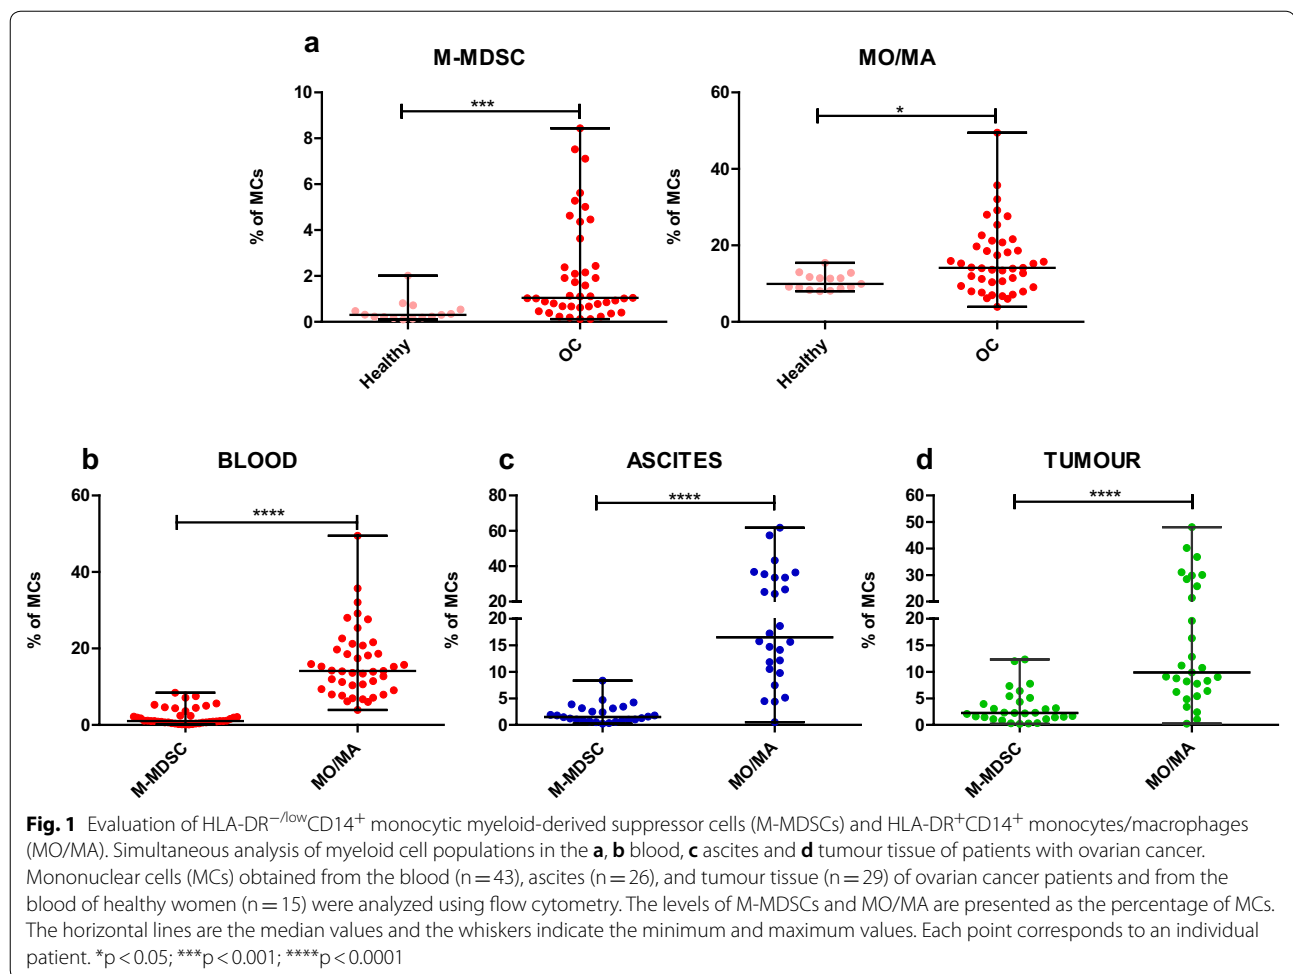 a
M-MDSC
MO/MA
10
8
6
4
2
0
% of MCs
***
Healthy
OC
60
40
20
0
% of MCs
*
Healthy
OC
b
BLOOD
c
ASCITES
d
TUMOUR
60
40
20
0
% of MCs
****
M-MDSC
MO/MA
80
60
40
20
20
15
10
5
0
% of MCs
****
M-MDSC
MO/MA
60
50
40
30
20
20
15
10
5
0
% of MCs
****
M-MDSC
MO/MA
Fig. 1 Evaluation of HLA-DR−/lowCD14+ monocytic myeloid-derived suppressor cells (M-MDSCs) and HLA-DR+CD14+ monocytes/macrophages
(MO/MA). Simultaneous analysis of myeloid cell populations in the a, b blood, c ascites and d tumour tissue of patients with ovarian cancer.
Mononuclear cells (MCs) obtained from the blood (n = 43), ascites (n = 26), and tumour tissue (n = 29) of ovarian cancer patients and from the
blood of healthy women (n = 15) were analyzed using flow cytometry. The levels of M-MDSCs and MO/MA are presented as the percentage of MCs.
The horizontal lines are the median values and the whiskers indicate the minimum and maximum values. Each point corresponds to an individual
patient. *p < 0.05; ***p < 0.001; ****p < 0.0001